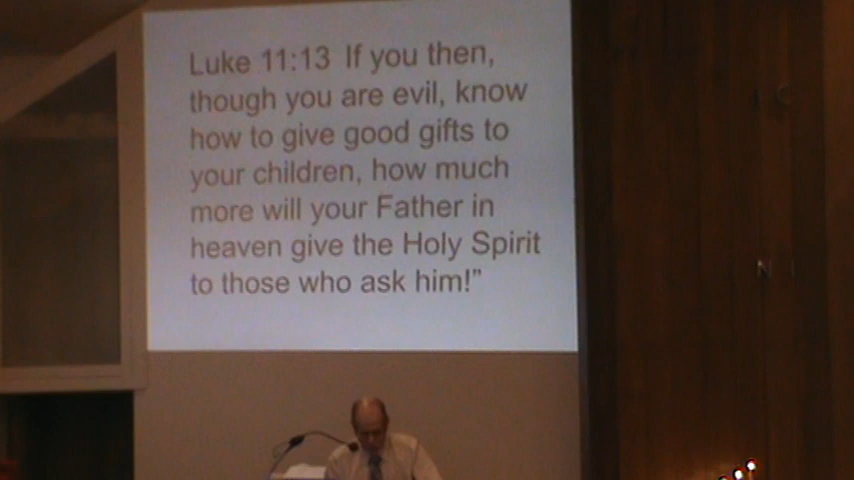 Luke 11:13 If you then,
though you are evil, know
how to give good gifts to
your children, how much
more will your Father in
heaven give the Holy Spirit
to those who ask him!”